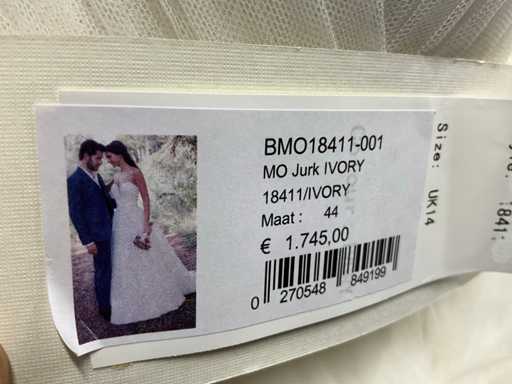 BMO18411-001
MO Jurk IVORY
18411/IVORY
Maat : 44
€ 1.745,00
0 270548 849199
Size: UK14